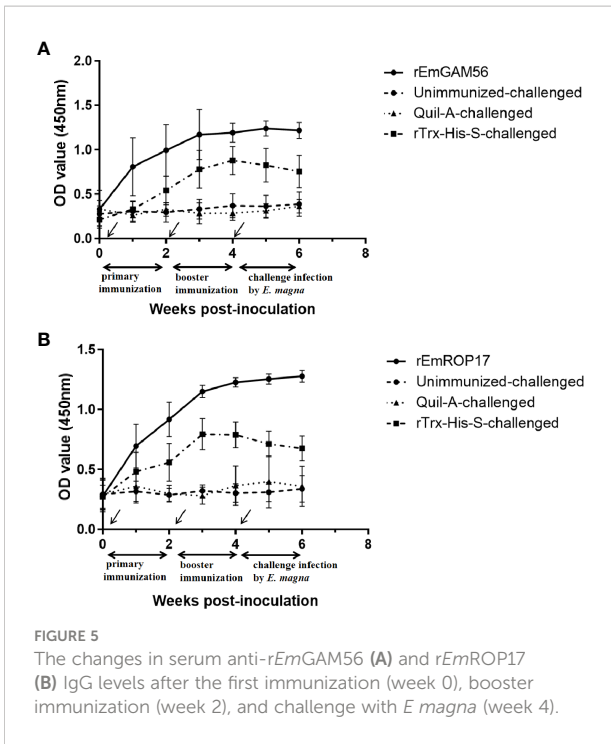 A
2.0
1.5
1.0
0.5
0.0
OD value (450nm)
0 2 4 6 8
primary immunization
booster immunization
challenge infection by E. magna
Weeks post-inoculation
rEmGAM56
Unimmunized-challenged
Quil-A-challenged
rTrx-His-S-challenged
B
1.5
1.0
0.5
0.0
OD value (450nm)
0 2 4 6 8
primary immunization
booster immunization
challenge infection by E. magna
Weeks post-inoculation
rEmROP17
Unimmunized-challenged
Quil-A-challenged
rTrx-His-S-challenged
FIGURE 5
The changes in serum anti-rEmGAM56 (A) and rEmROP17
(B) IgG levels after the first immunization (week 0), booster
immunization (week 2), and challenge with E magna (week 4).